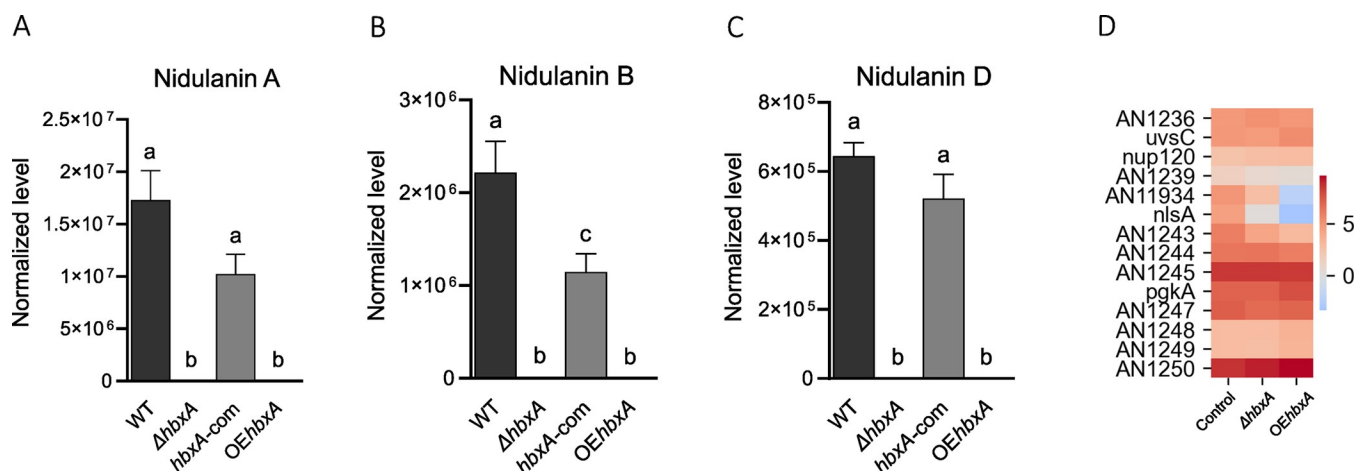 A
Nidulanin A
Normalized level
2.5×10⁷
2×10⁷
1.5×10⁷
1×10⁷
5×10⁶
0
a
b
a
b
WT
ΔhbxA
hbxA-com
OEhbxA
B
Nidulanin B
Normalized level
3×10⁶
2×10⁶
1×10⁶
0
a
b
c
b
WT
ΔhbxA
hbxA-com
OEhbxA
C
Nidulanin D
Normalized level
8×10⁵
6×10⁵
4×10⁵
2×10⁵
0
a
b
a
b
WT
ΔhbxA
hbxA-com
OEhbxA
D
AN1236
uvsC
nup120
AN1239
AN11934
nlsA
AN1243
AN1244
AN1245
pgkA
AN1247
AN1248
AN1249
AN1250
Control
ΔhbxA
OEhbxA
5
0